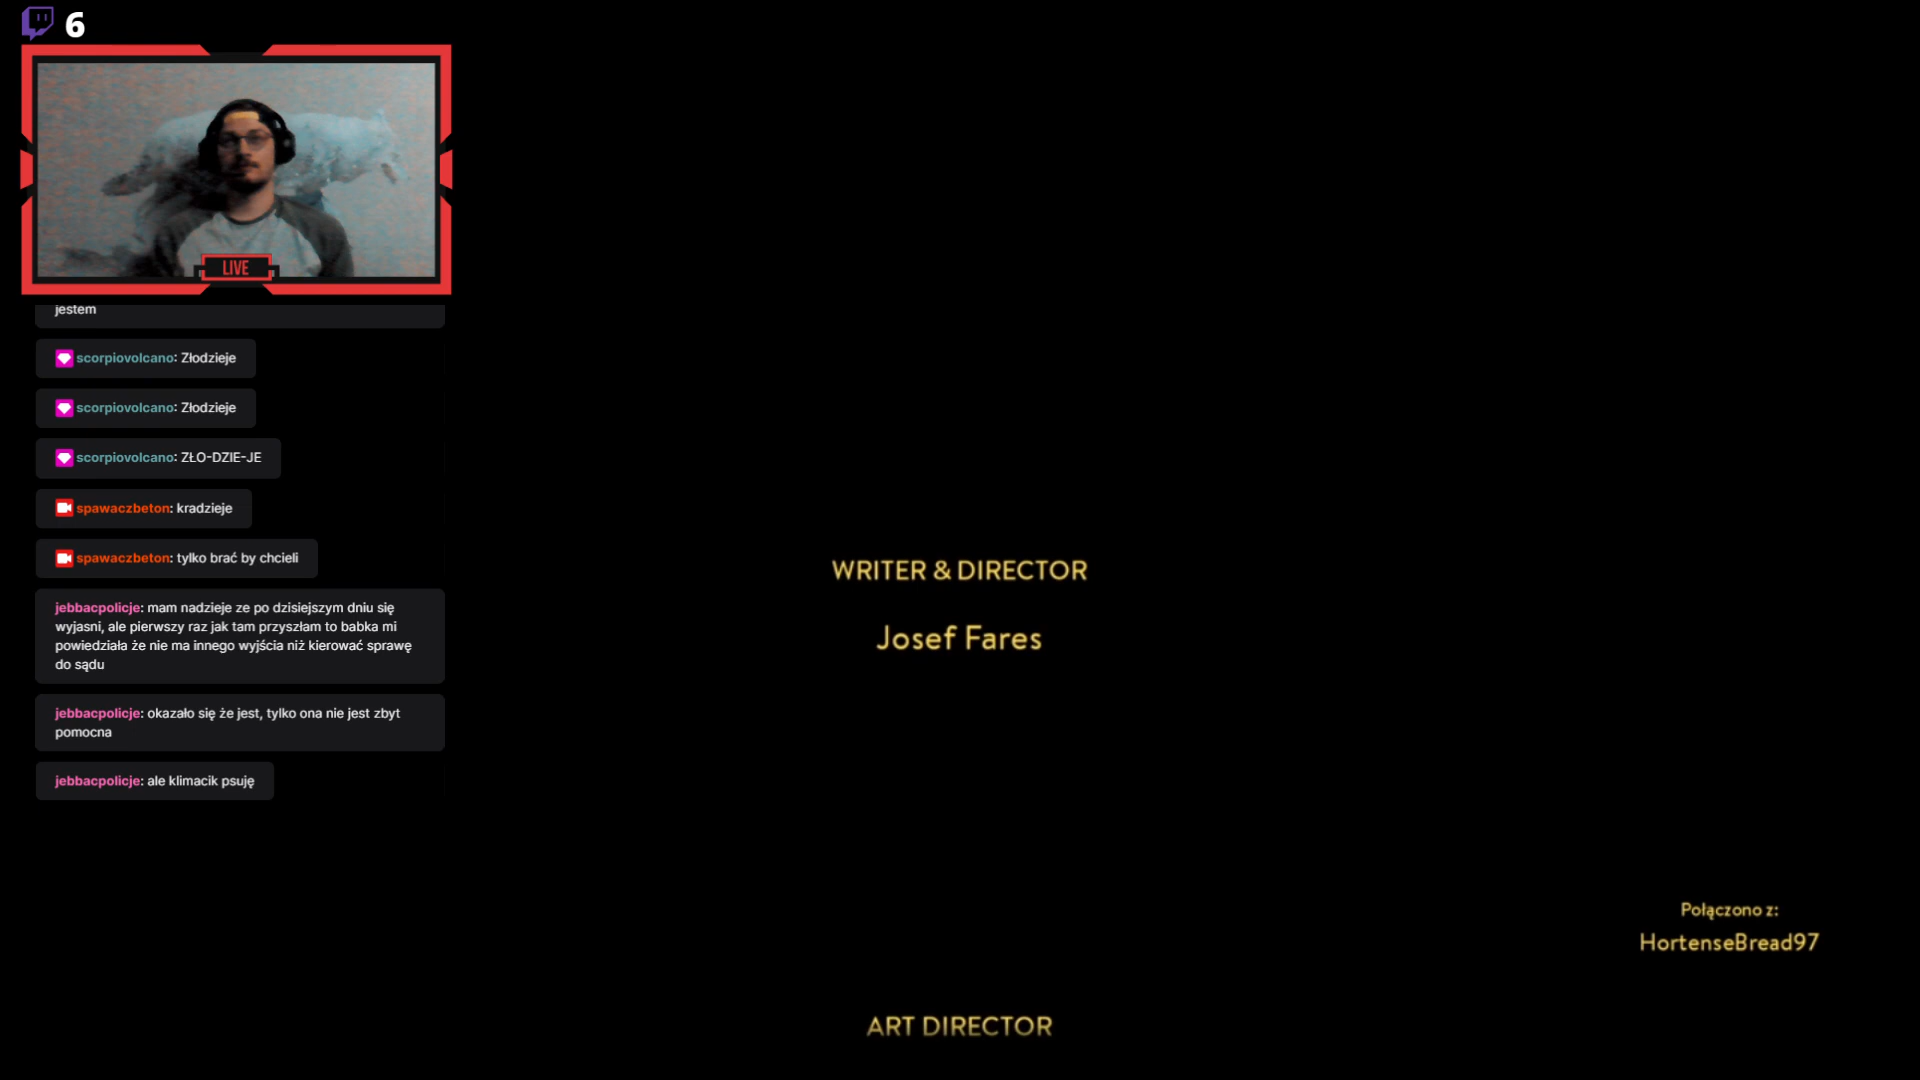 6
LIVE
jestem
scorpiovolcano: Złodzieje
scorpiovolcano: Złodzieje
scorpiovolcano: ZŁO-DZIE-JE
spawaczbeton: kradzieje
spawaczbeton: tylko brać by chcieli
jebbacpolicje: mam nadzieje ze po dzisiejszym dniu się
wyjasni, ale pierwszy raz jak tam przyszłam to babka mi
powiedziała że nie ma innego wyjścia niż kierować sprawę
do sądu
jebbacpolicje: okazało się że jest, tylko ona nie jest zbyt
pomocna
jebbacpolicje: ale klimacik psuję
WRITER & DIRECTOR
Josef Fares
Połączono z:
HortenseBread97
ART DIRECTOR